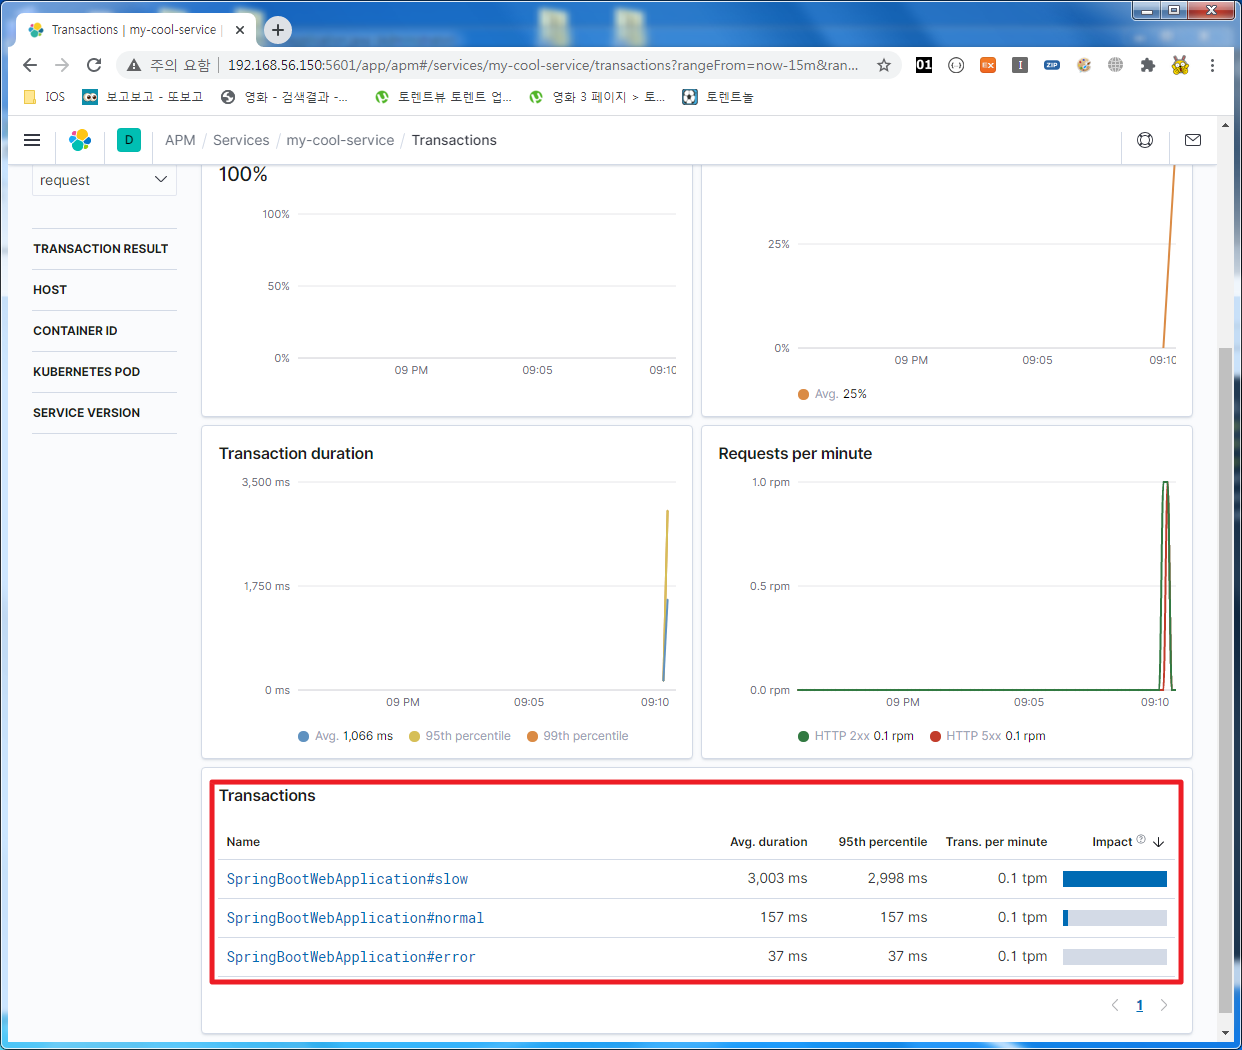 Transactions | my-cool-service
주의 요함 | 192.168.56.150:5601/app/apm#/services/my-cool-service/transactions?rangeFrom=now-15m&ran...
01
ZIP
IOS 보고보고 - 또보고 영화 - 검색결과 -... 토렌트뷰 토렌트 업... 영화 3 페이지 > 토... 토렌트놀
D APM / Services / my-cool-service / Transactions
request
TRANSACTION RESULT
HOST
CONTAINER ID
KUBERNETES POD
SERVICE VERSION
100%
100%
50%
0%
09 PM 09:05 09:10
25%
0%
09 PM 09:05 09:10
Avg. 25%
Transaction duration
3,500 ms
1,750 ms
0 ms
09 PM 09:05 09:10
Avg. 1,066 ms 95th percentile 99th percentile
Requests per minute
1.0 rpm
0.5 rpm
0.0 rpm
09 PM 09:05 09:10
HTTP 2xx 0.1 rpm HTTP 5xx 0.1 rpm
Transactions
Name Avg. duration 95th percentile Trans. per minute Impact
SpringBootWebApplication#slow 3,003 ms 2,998 ms 0.1 tpm
SpringBootWebApplication#normal 157 ms 157 ms 0.1 tpm
SpringBootWebApplication#error 37 ms 37 ms 0.1 tpm
1